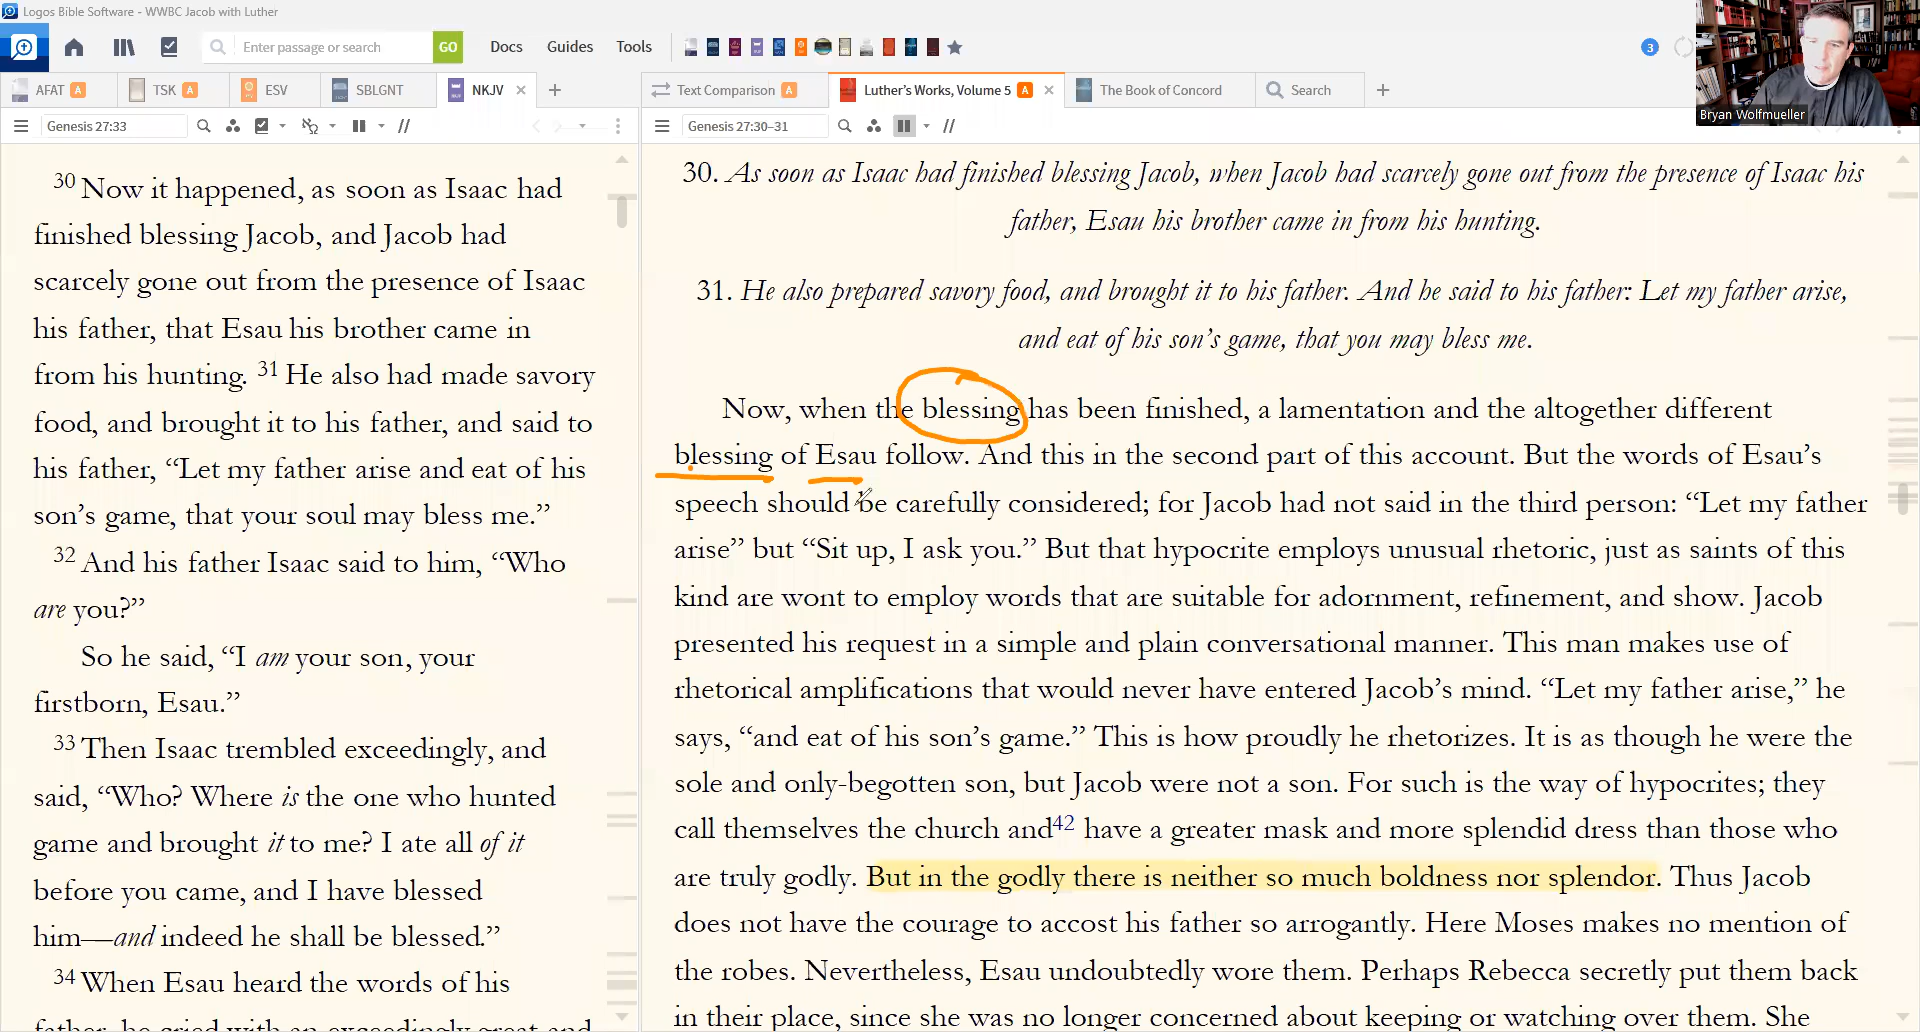 Logos Bible Software - WWBC Jacob with Luther
Enter passage or search
GO
Docs
Guides
Tools
3
AFAT A
TSK A
ESV
SBLGNT
NKJV
Text Comparison A
Luther's Works, Volume 5 A
The Book of Concord
Search
Bryan Wolfmueller
Genesis 27:33
Genesis 27:30–31
30 Now it happened, as soon as Isaac had
finished blessing Jacob, and Jacob had
scarcely gone out from the presence of Isaac
his father, that Esau his brother came in
from his hunting. 31 He also had made savory
food, and brought it to his father, and said to
his father, “Let my father arise and eat of his
son’s game, that your soul may bless me.”
32 And his father Isaac said to him, “Who
are you?”
So he said, “I am your son, your
firstborn, Esau.”
33 Then Isaac trembled exceedingly, and
said, “Who? Where is the one who hunted
game and brought it to me? I ate all of it
before you came, and I have blessed
him—and indeed he shall be blessed.”
34 When Esau heard the words of his
father, he cried with an exceedingly great and
30. As soon as Isaac had finished blessing Jacob, when Jacob had scarcely gone out from the presence of Isaac his
father, Esau his brother came in from his hunting.
31. He also prepared savory food, and brought it to his father. And he said to his father: Let my father arise,
and eat of his son’s game, that you may bless me.
Now, when the blessing has been finished, a lamentation and the altogether different
blessing of Esau follow. And this in the second part of this account. But the words of Esau’s
speech should be carefully considered; for Jacob had not said in the third person: “Let my father
arise” but “Sit up, I ask you.” But that hypocrite employs unusual rhetoric, just as saints of this
kind are wont to employ words that are suitable for adornment, refinement, and show. Jacob
presented his request in a simple and plain conversational manner. This man makes use of
rhetorical amplifications that would never have entered Jacob’s mind. “Let my father arise,” he
says, “and eat of his son’s game.” This is how proudly he rhetorizes. It is as though he were the
sole and only-begotten son, but Jacob were not a son. For such is the way of hypocrites; they
call themselves the church and42 have a greater mask and more splendid dress than those who
are truly godly. But in the godly there is neither so much boldness nor splendor. Thus Jacob
does not have the courage to accost his father so arrogantly. Here Moses makes no mention of
the robes. Nevertheless, Esau undoubtedly wore them. Perhaps Rebecca secretly put them back
in their place, since she was no longer concerned about keeping or watching over them. She